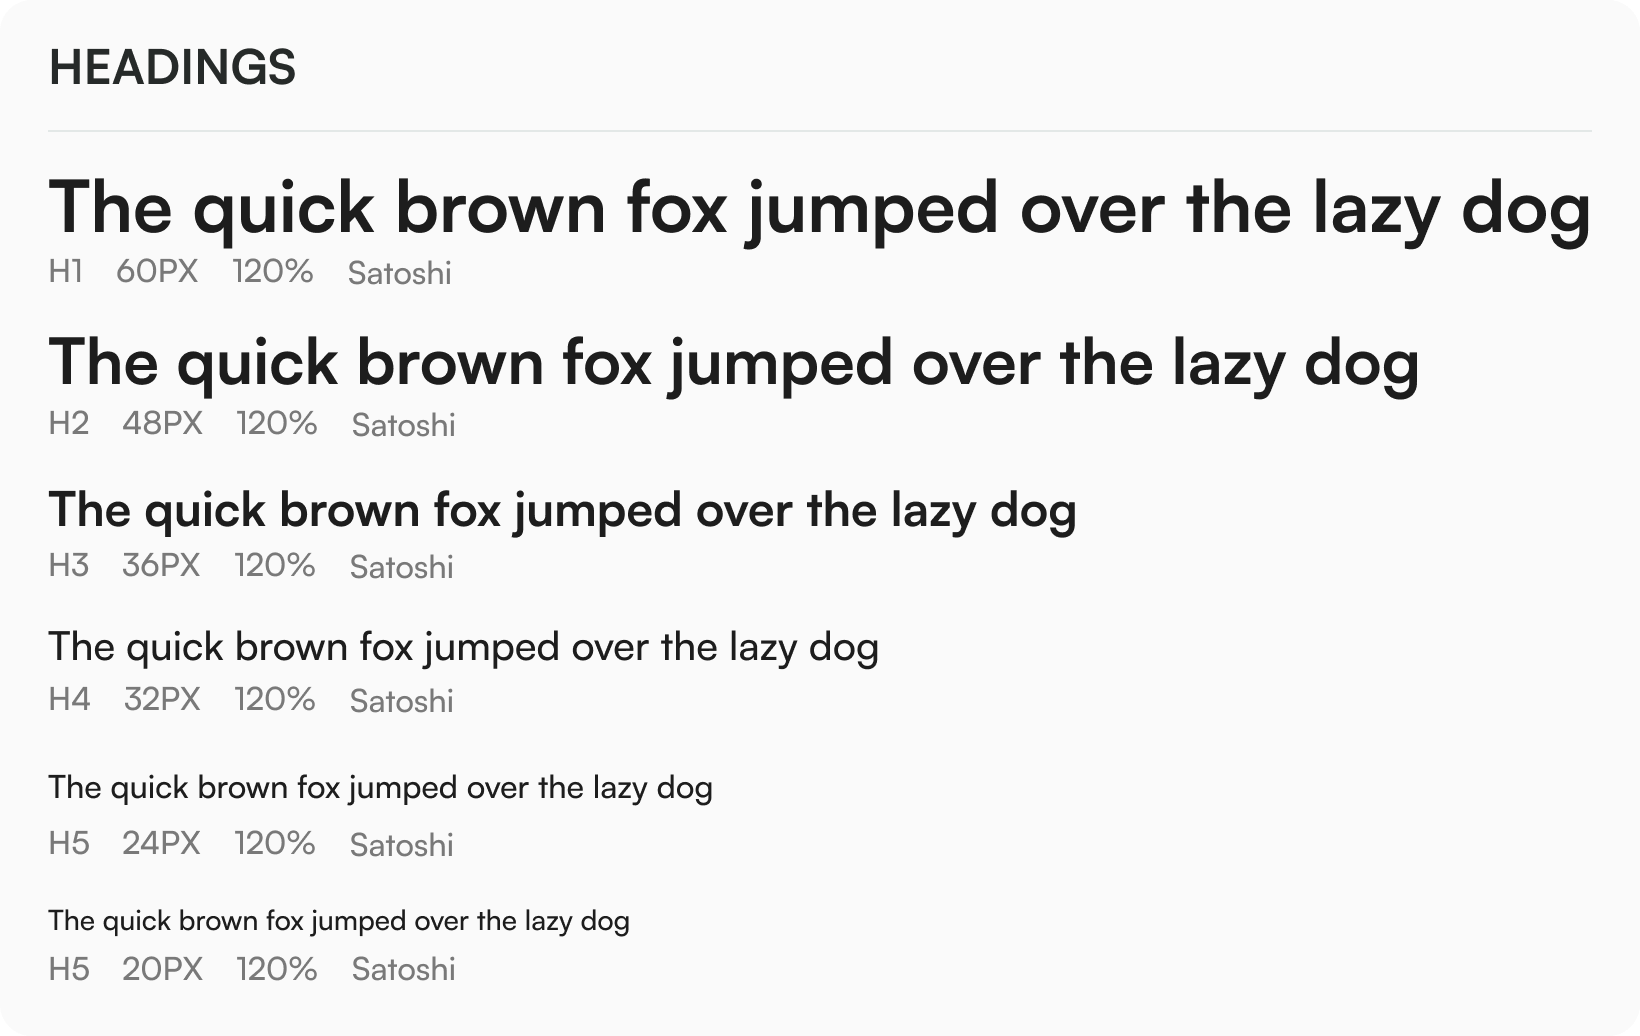 HEADINGS
The quick brown fox jumped over the lazy dog
H1 60PX 120% Satoshi
The quick brown fox jumped over the lazy dog
H2 48PX 120% Satoshi
The quick brown fox jumped over the lazy dog
H3 36PX 120% Satoshi
The quick brown fox jumped over the lazy dog
H4 32PX 120% Satoshi
The quick brown fox jumped over the lazy dog
H5 24PX 120% Satoshi
The quick brown fox jumped over the lazy dog
H5 20PX 120% Satoshi